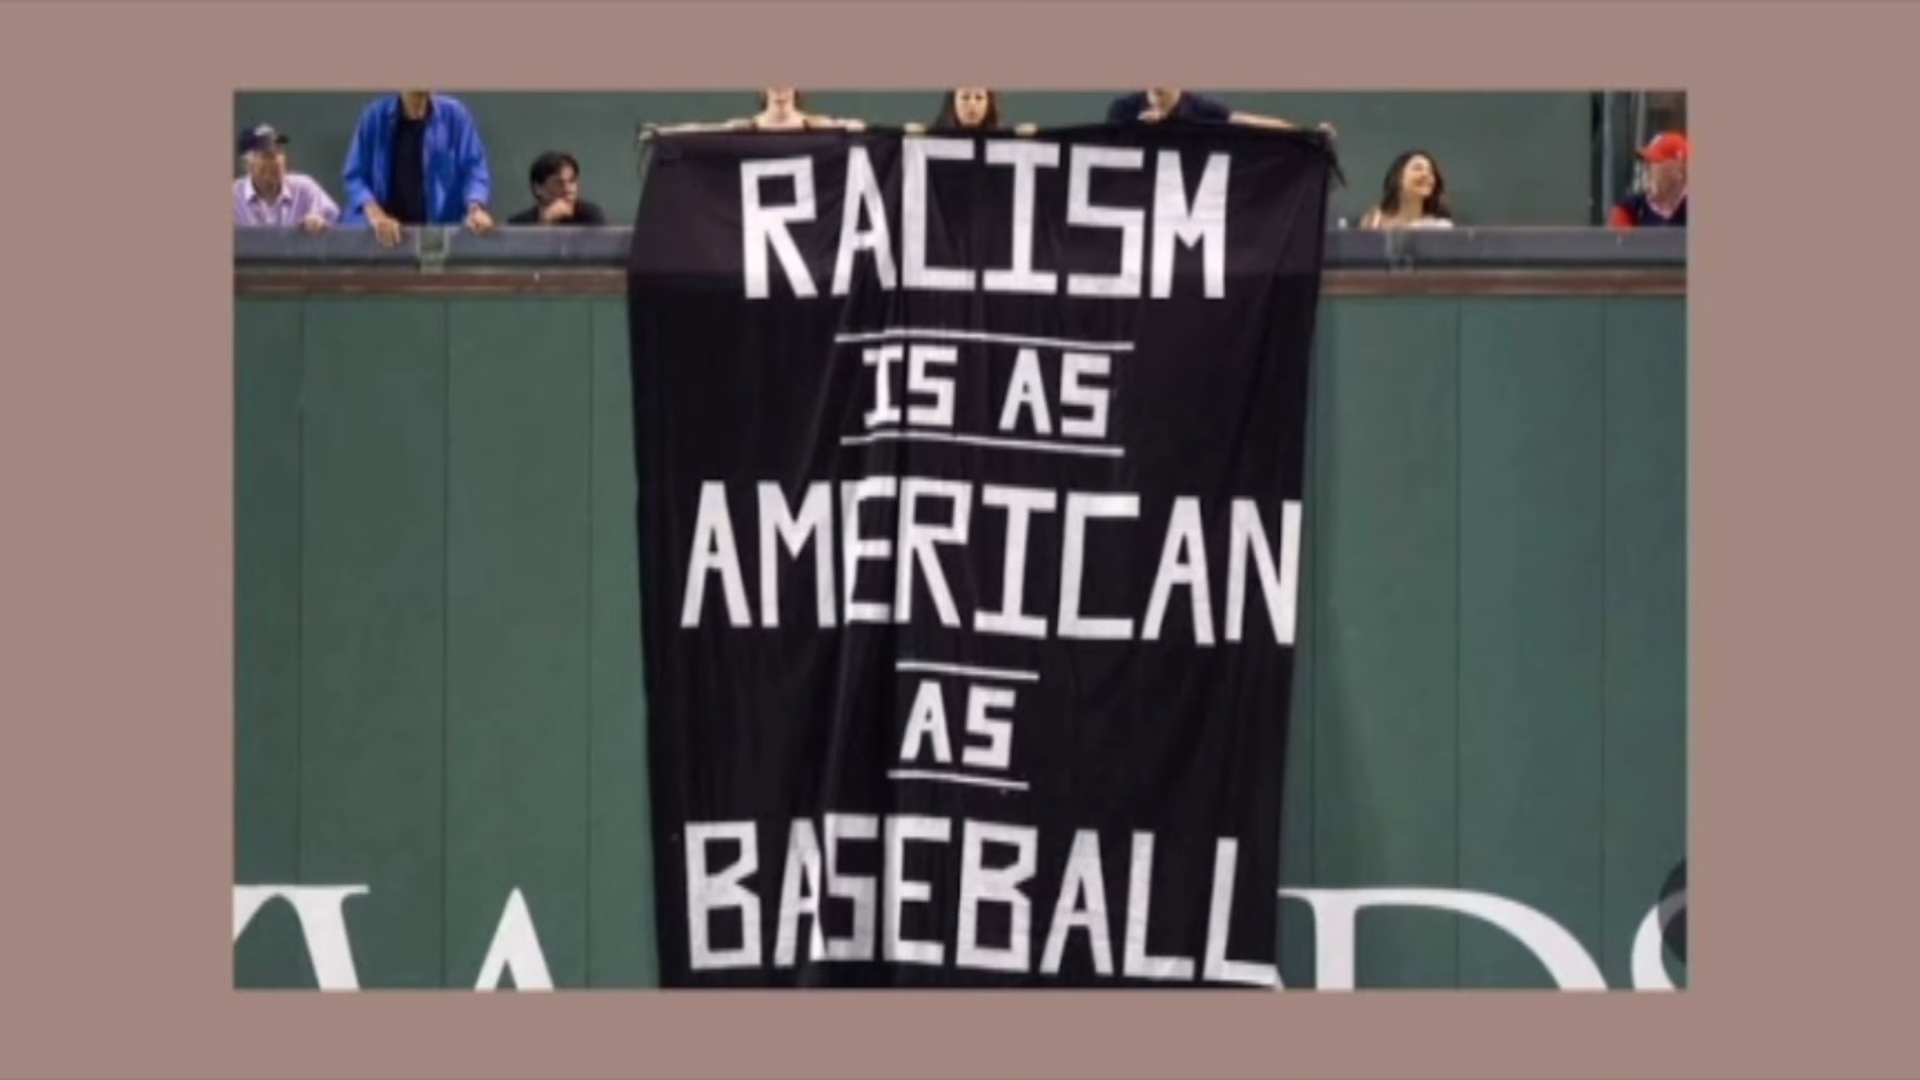 RACISM
IS AS
AMERICAN
AS
BASEBALL